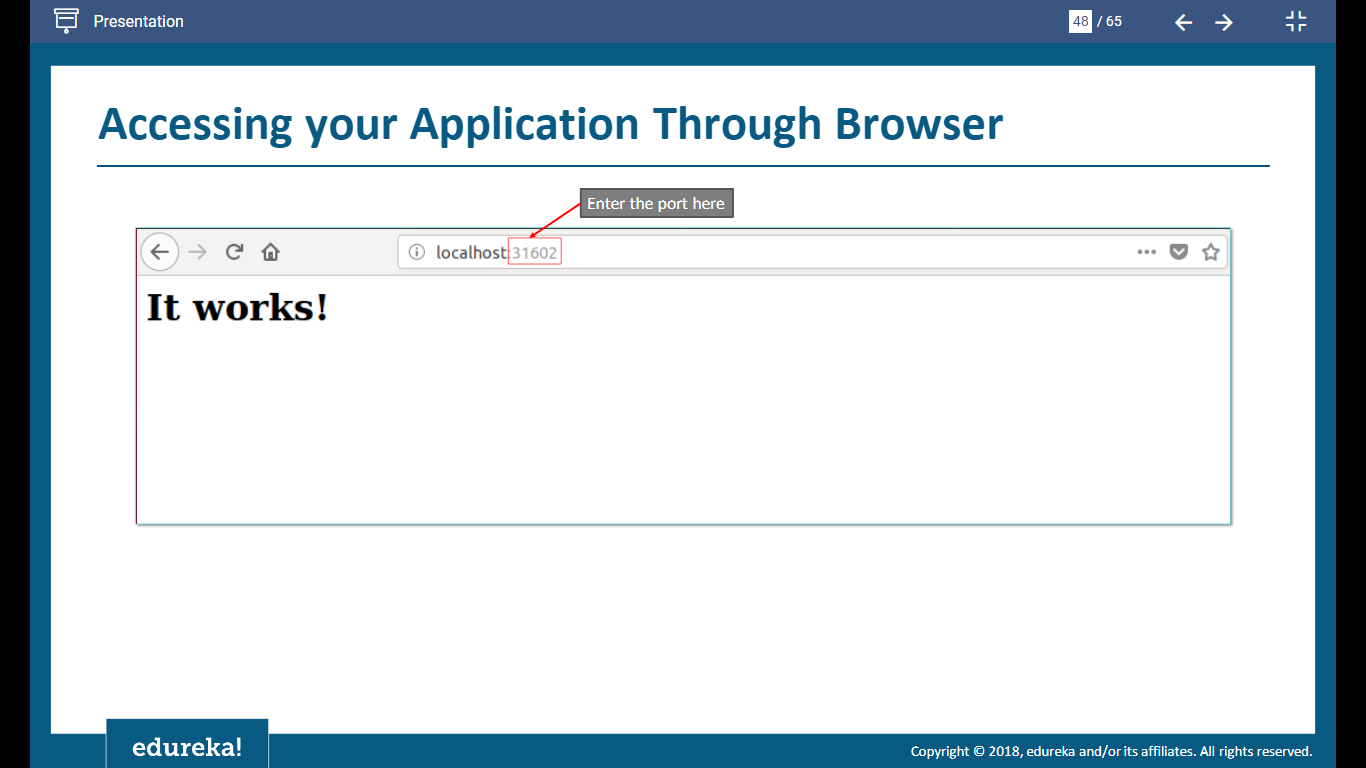 Presentation
48 / 65
Accessing your Application Through Browser
Enter the port here
localhost:31602
It works!
edureka!
Copyright © 2018, edureka and/or its affiliates. All rights reserved.